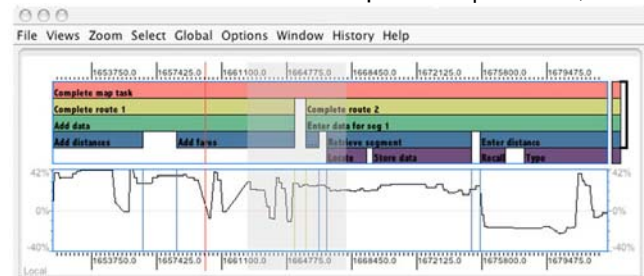 File Views Zoom Select Global Options Window History Help
1653750.0 1657425.0 1661100.0 1664775.0 1668450.0 1672125.0 1675800.0 1679475.0
Complete map task
Complete route 1 Complete route 2
Add data Enter data for seg 1
Add distances Add fares Retrieve segment Enter distance
Locate Store data Recall Type
42% 42%
0% 0%
-40% -40%
1653750.0 1657425.0 1661100.0 1664775.0 1668450.0 1672125.0 1675800.0 1679475.0
Local